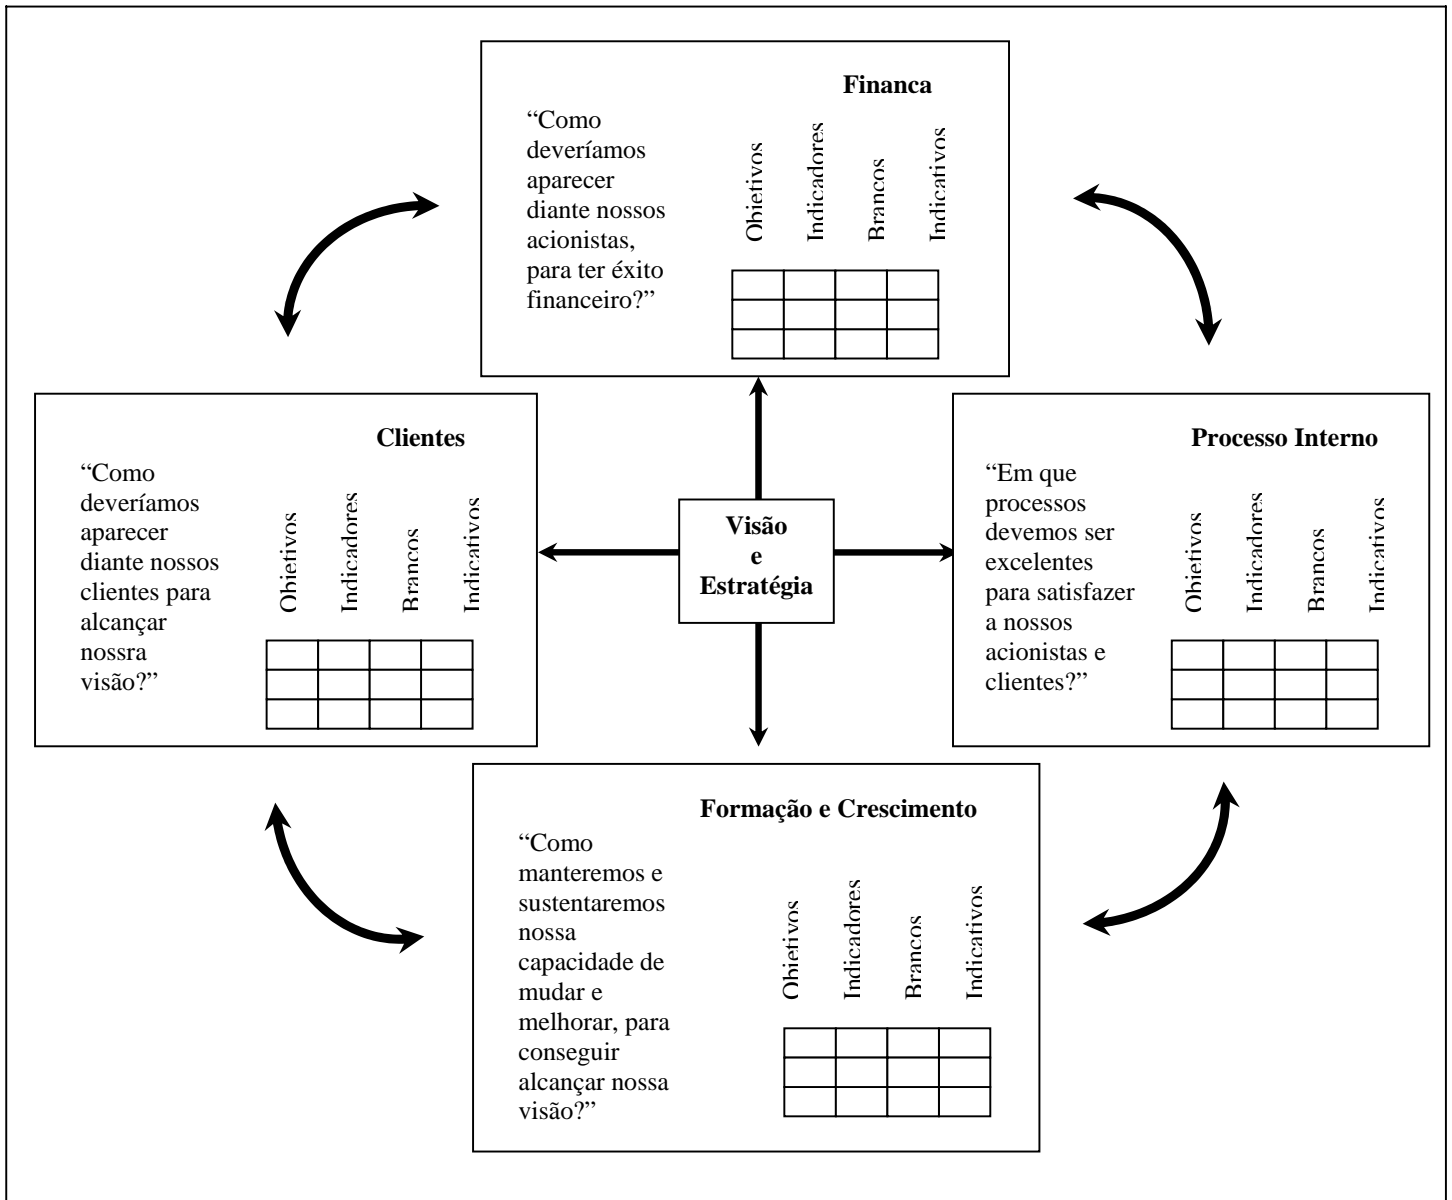 Financa
“Como
deveríamos
aparecer
diante nossos
acionistas,
para ter éxito
financeiro?”
Objetivos
Indicadores
Brancos
Indicativos
Clientes
“Como
deveríamos
aparecer
diante nossos
clientes para
alcançar
nossra
visão?”
Objetivos
Indicadores
Brancos
Indicativos
Visão
e
Estratégia
Processo Interno
“Em que
processos
devemos ser
excelentes
para satisfazer
a nossos
acionistas e
clientes?”
Objetivos
Indicadores
Brancos
Indicativos
Formação e Crescimento
“Como
manteremos e
sustentaremos
nossa
capacidade de
mudar e
melhorar, para
conseguir
alcançar nossa
visão?”
Objetivos
Indicadores
Brancos
Indicativos